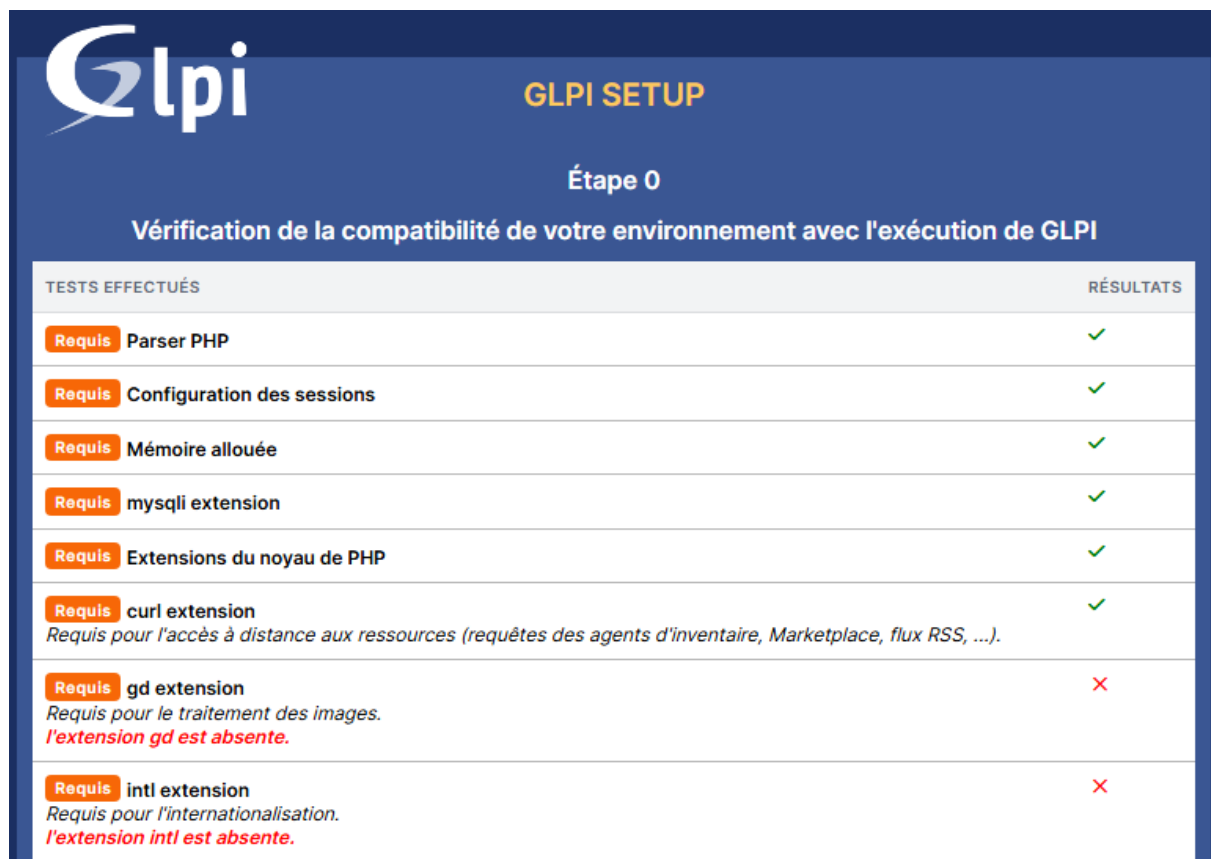 Glpi
GLPI SETUP
Étape 0
Vérification de la compatibilité de votre environnement avec l'exécution de GLPI
TESTS EFFECTUÉS RÉSULTATS
Requis Parser PHP
Requis Configuration des sessions
Requis Mémoire allouée
Requis mysqli extension
Requis Extensions du noyau de PHP
Requis curl extension
Requis pour l'accès à distance aux ressources (requêtes des agents d'inventaire, Marketplace, flux RSS, ...).
Requis gd extension
Requis pour le traitement des images.
l'extension gd est absente.
Requis intl extension
Requis pour l'internationalisation.
l'extension intl est absente.